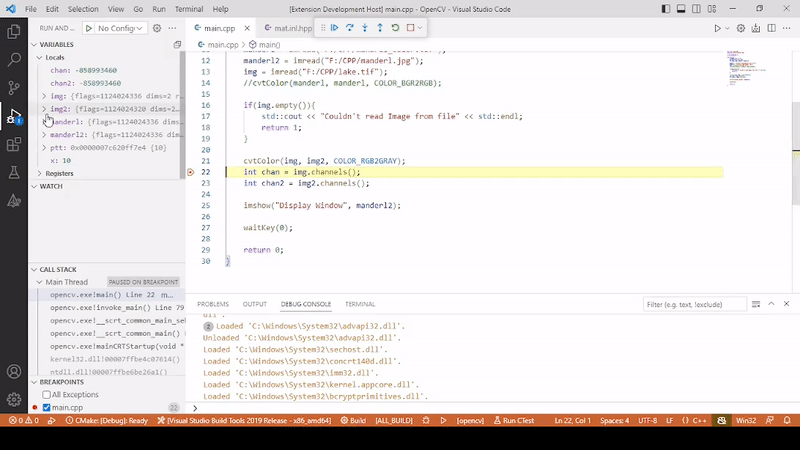 File Edit Selection View Go Run Terminal Help
[Extension Development Host] main.cpp - OpenCV - Visual Studio Code
RUN AND ... No Config
VARIABLES
Locals
chan: -858993460
chan2: -858993460
img: {flags=1124024336 dims=2 r
img2: {flags=1124024320 dims=2...
manderl: {flags=1124024336 dims
manderl2: {flags=1124024336 dims=...
ptt: 0x0000007c620ff7e4 {10}
x: 10
Registers
WATCH
CALL STACK
Main Thread PAUSED ON BREAKPOINT
opencv.exe!main() Line 22 m...
opencv.exe!invoke_main() Line 79
opencv.exe!__scrt_common_main_se
opencv.exe!__scrt_common_main()
opencv.exe!mainCRTStartup(void *
kernel32.dll!00007ffbe4c07614()
ntdll.dll!00007ffbe6be26a1()
BREAKPOINTS
All Exceptions
main.cpp 22
main.cpp mat.inl.hpp
main.cpp > main()
12 manderl2 = imread("F:/CPP/manderl.jpg");
13 img = imread("F:/CPP/lake.tif");
14 //cvtColor(manderl, manderl, COLOR_BGR2RGB);
15
16 if(img.empty()){
17 std::cout << "Couldn't read Image from file" << std::endl;
18 return 1;
19 }
20
21 cvtColor(img, img2, COLOR_RGB2GRAY);
22 int chan = img.channels();
23 int chan2 = img2.channels();
24
25 imshow("Display Window", manderl2);
26
27 waitKey(0);
28
29 return 0;
30 }
PROBLEMS OUTPUT DEBUG CONSOLE TERMINAL
Filter (e.g. text, !exclude)
dll'.
2 Loaded 'C:\Windows\System32\advapi32.dll'.
Unloaded 'C:\Windows\System32\advapi32.dll'.
Loaded 'C:\Windows\System32\sechost.dll'.
Loaded 'C:\Windows\System32\concrt140d.dll'.
Loaded 'C:\Windows\System32\imm32.dll'.
Loaded 'C:\Windows\System32\kernel.appcore.dll'.
Loaded 'C:\Windows\System32\bcryptprimitives.dll'.
0 0 CMake: [Debug]: Ready [Visual Studio Build Tools 2019 Release - x86_amd64] Build [ALL_BUILD] [opencv] Run CTest Ln 22, Col 1 Spaces: 4 UTF-8 LF {} C++ Win32